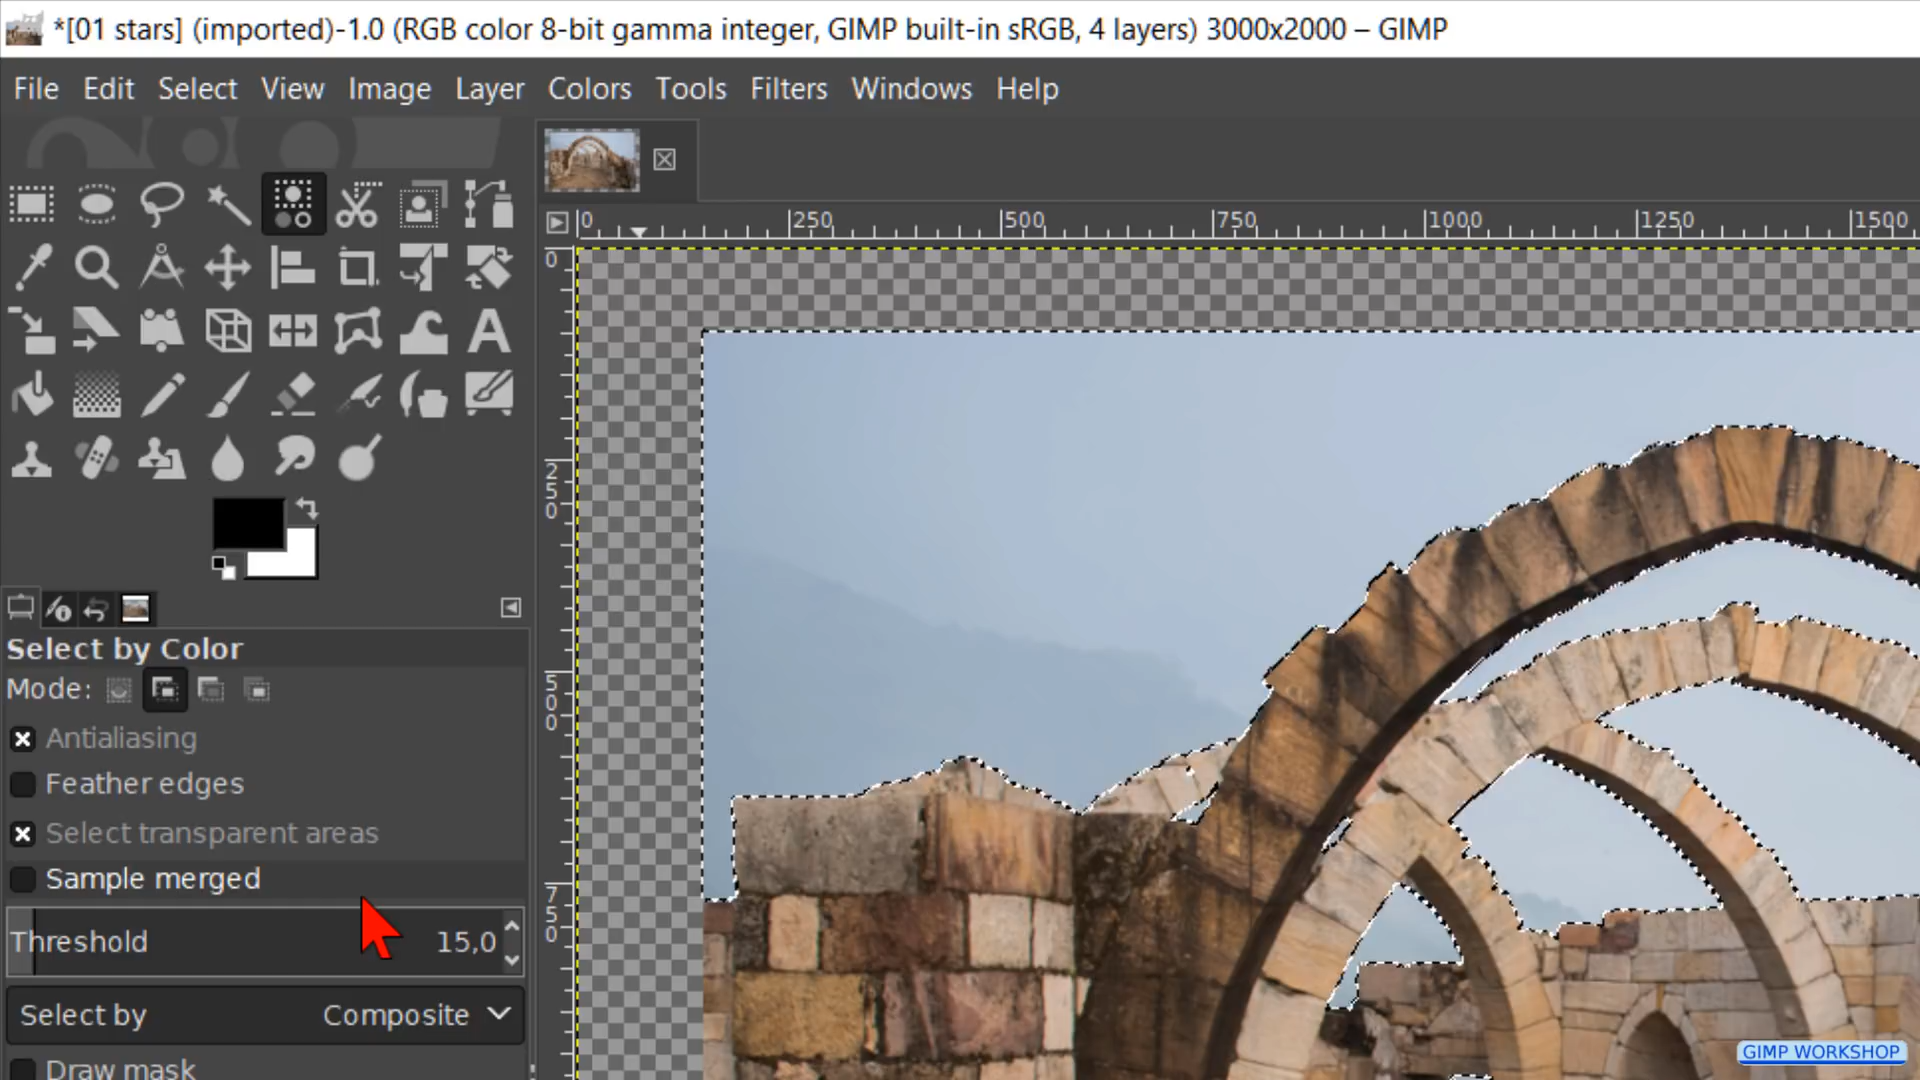 *[01 stars] (imported)-1.0 (RGB color 8-bit gamma integer, GIMP built-in sRGB, 4 layers) 3000x2000 – GIMP
File Edit Select View Image Layer Colors Tools Filters Windows Help
0 250 500 750 1000 1250 1500
0
250
500
750
Select by Color
Mode:
Antialiasing
Feather edges
Select transparent areas
Sample merged
Threshold 15,0
Select by Composite
Draw mask
GIMP WORKSHOP